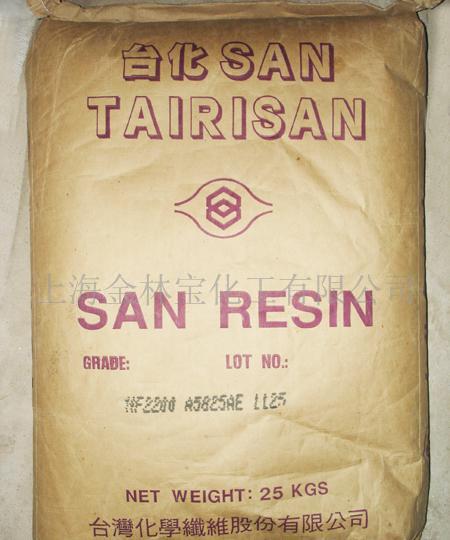 台化 SAN
TAIRISAN
上海金林宝化工有限公司
SAN RESIN
GRADE: LOT NO.:
NF2200 A5825AE LL25
NET WEIGHT: 25 KGS
台灣化學纖維股份有限公司